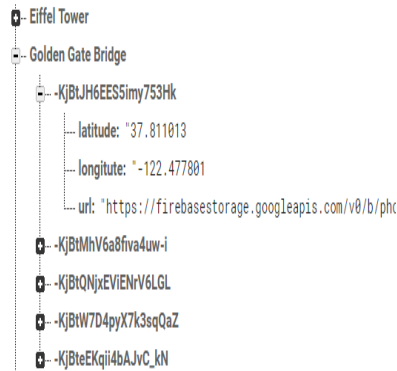 Eiffel Tower
Golden Gate Bridge
-KjBtJH6EES5imy753Hk
latitude: "37.811013
longitute: "-122.477801
url: "https://firebasestorage.googleapis.com/v0/b/pho
-KjBtMhV6a8fiva4uw-i
-KjBtQNjxEViENrV6LGL
-KjBtW7D4pyX7k3sqQaZ
-KjBteEKqii4bAJvC_kN